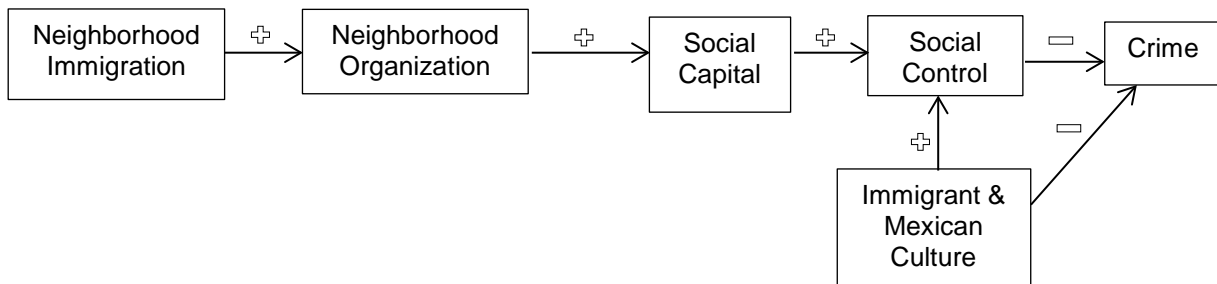 Neighborhood
Immigration
Neighborhood
Organization
Social
Capital
Social
Control
Crime
Immigrant &
Mexican
Culture